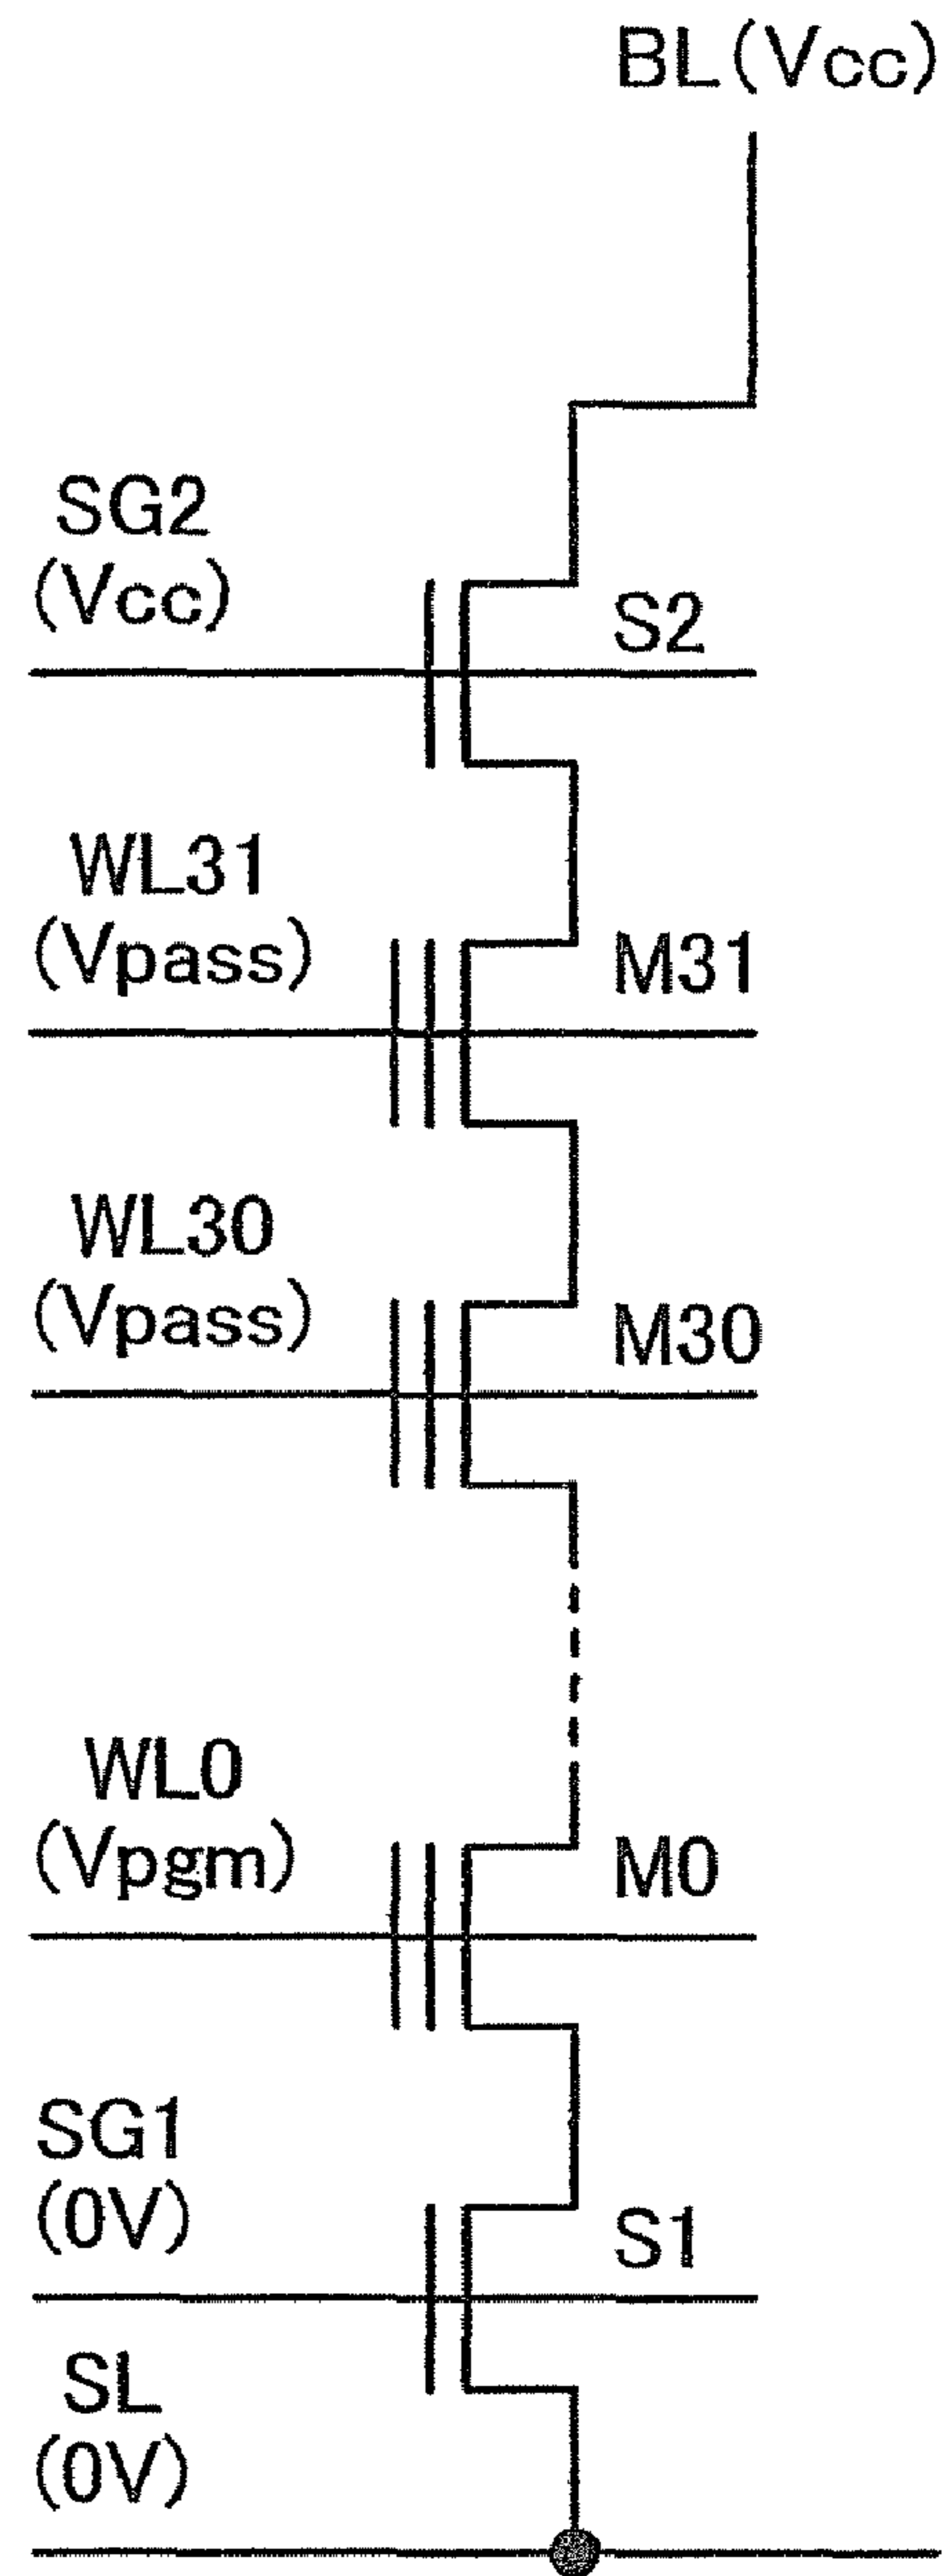 BL(Vcc)
SG2
(Vcc)
S2
WL31
(Vpass)
M31
WL30
(Vpass)
M30
WL0
(Vpgm)
M0
SG1
(0V)
S1
SL
(0V)